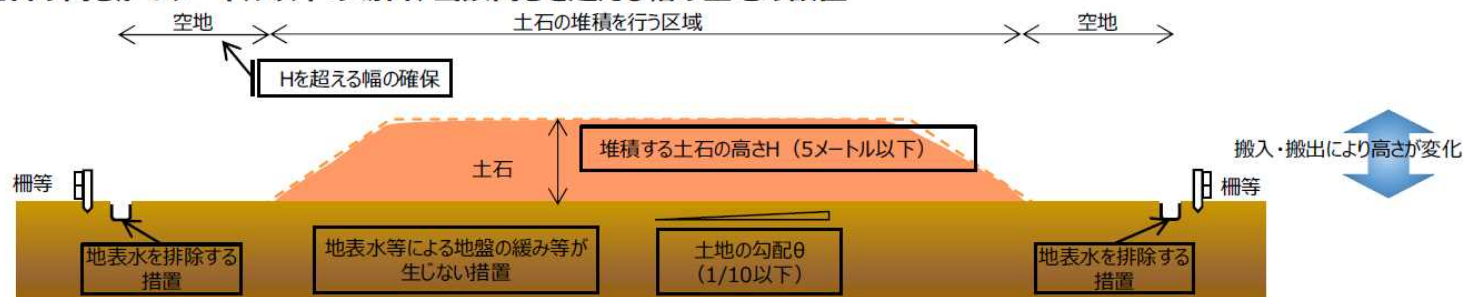 空地
土石の堆積を行う区域
空地
Hを超える幅の確保
堆積する土石の高さH（5メートル以下）
土石
搬入・搬出により高さが変化
柵等
柵等
地表水を排除する
措置
地表水等による地盤の緩み等が
生じない措置
土地の勾配θ
（1/10以下）
地表水を排除する
措置